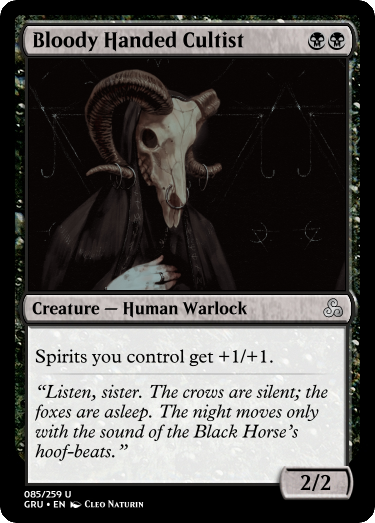 Bloody Handed Cultist
Creature — Human Warlock
Spirits you control get +1/+1.
“Listen, sister. The crows are silent; the
foxes are asleep. The night moves only
with the sound of the Black Horse’s
hoof-beats.”
2/2
085/259 U
GRU • EN Cleo Naturin